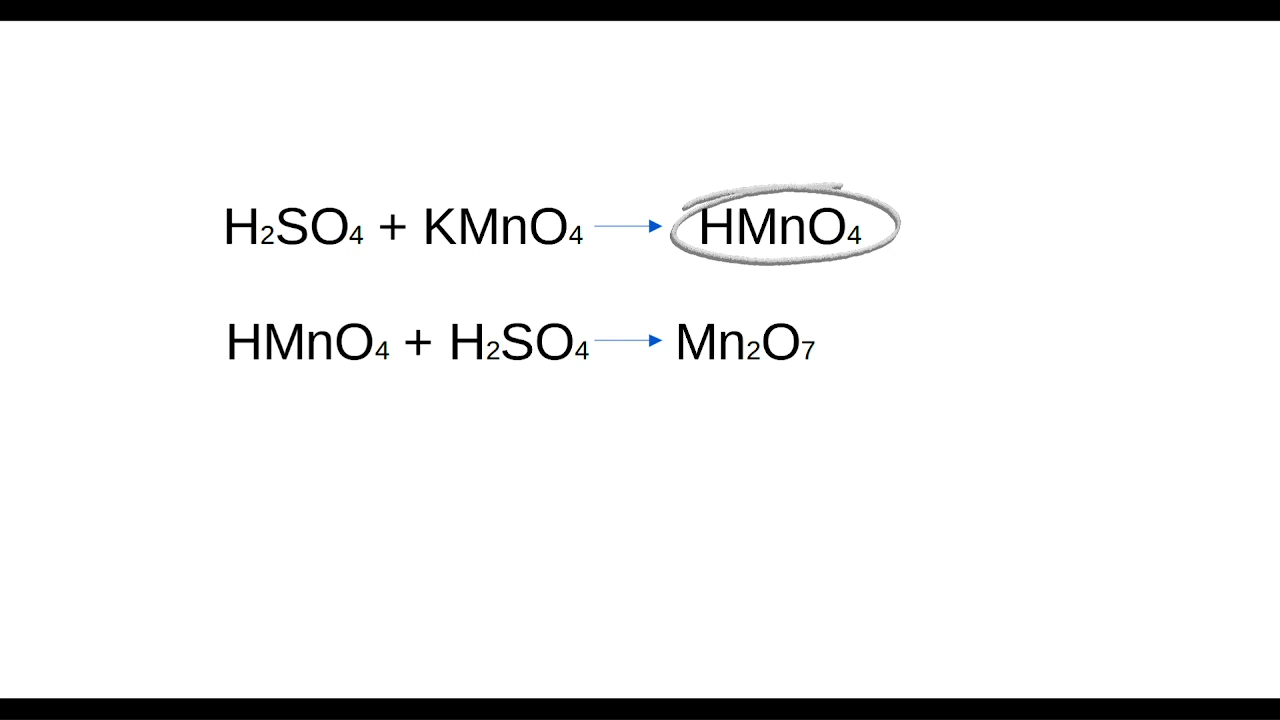 H₂SO₄ + KMnO₄ → HMnO₄
HMnO₄ + H₂SO₄ → Mn₂O₇